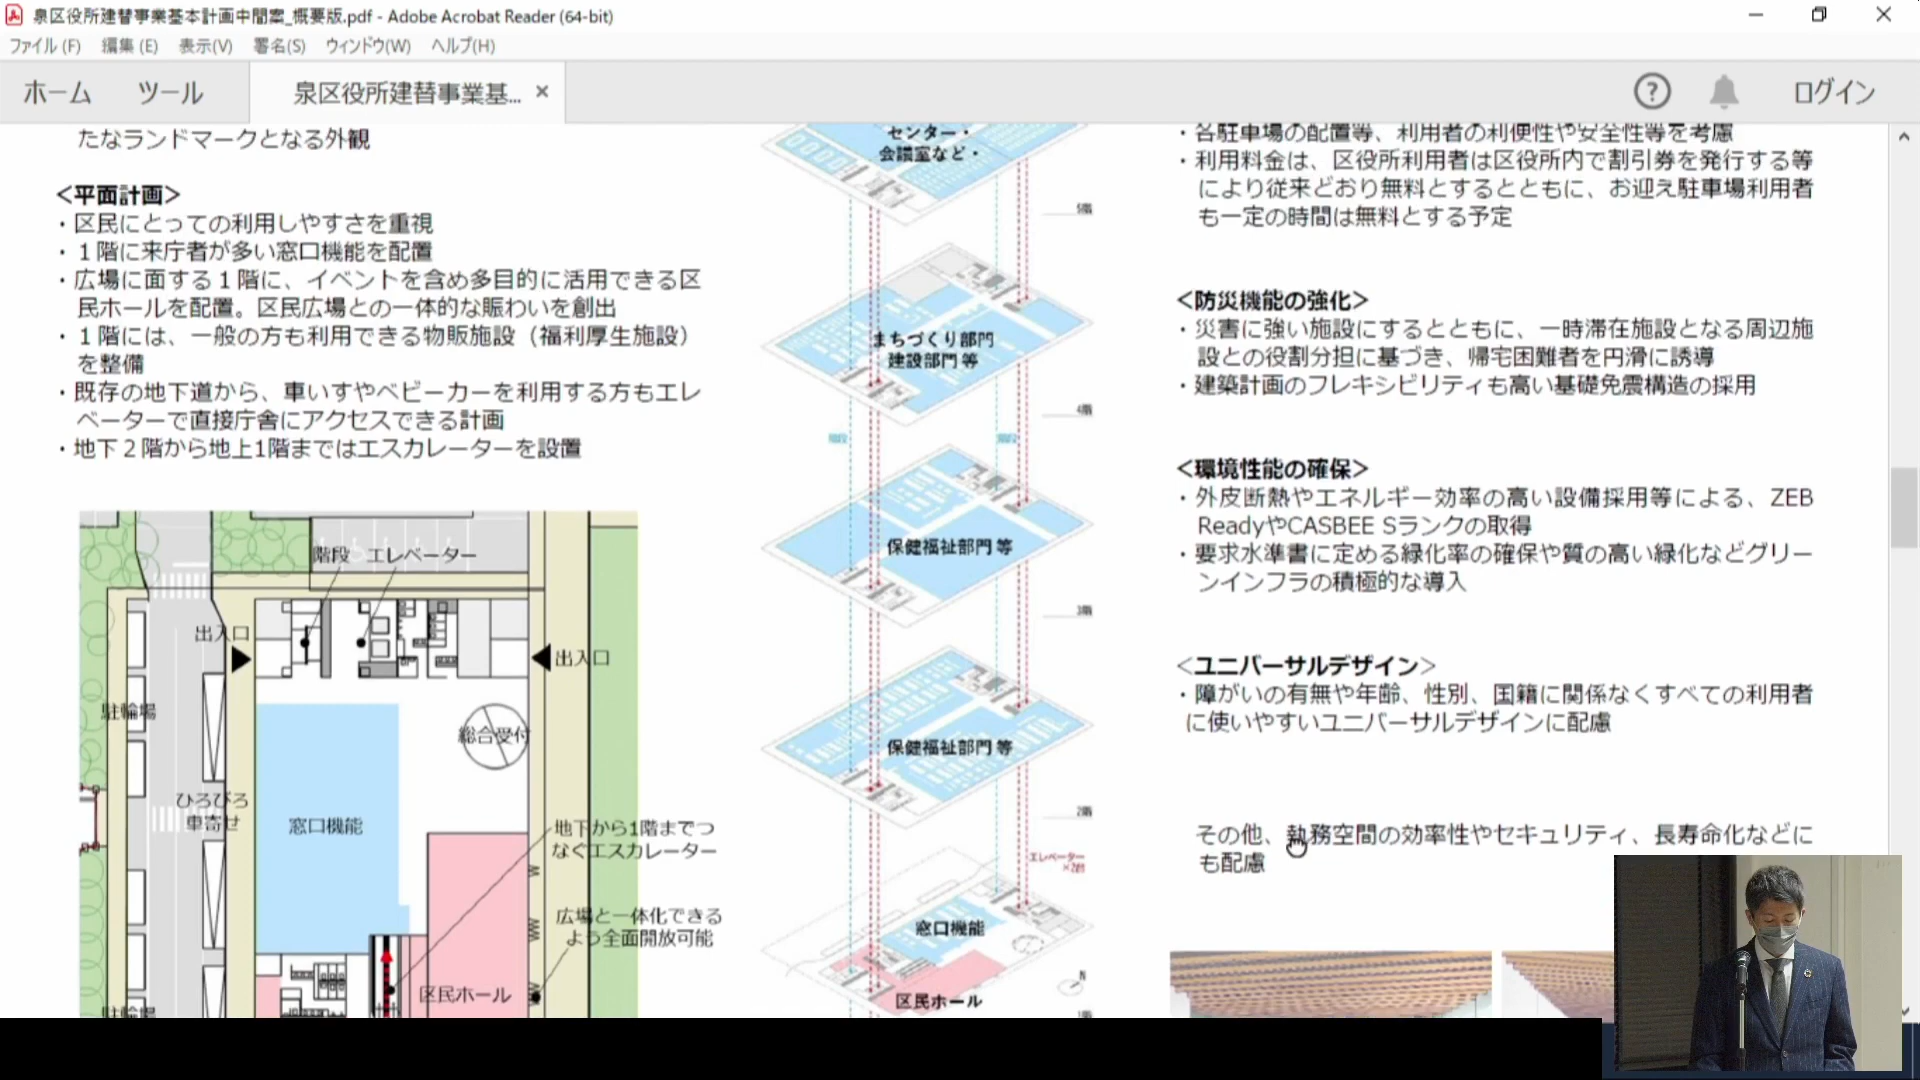 泉区役所建替事業基本計画中間案_概要版.pdf - Adobe Acrobat Reader (64-bit)
ファイル(F) 編集(E) 表示(V) 署名(S) ウィンドウ(W) ヘルプ(H)
ホーム ツール 泉区役所建替事業基... × ? ログイン
たなランドマークとなる外観
<平面計画>
・区民にとっての利用しやすさを重視
・１階に来庁者が多い窓口機能を配置
・広場に面する１階に、イベントを含め多目的に活用できる区
民ホールを配置。区民広場との一体的な賑わいを創出
・１階には、一般の方も利用できる物販施設（福利厚生施設）
を整備
・既存の地下道から、車いすやベビーカーを利用する方もエレ
ベーターで直接庁舎にアクセスできる計画
・地下２階から地上1階まではエスカレーターを設置
階段 エレベーター
出入口
出入口
駐輪場
総合受付
ひろびろ
車寄せ
窓口機能
地下から1階までつ
なぐエスカレーター
広場と一体化できる
よう全面開放可能
区民ホール
駐輪場
センター・
会議室など・
5階
まちづくり部門
建設部門 等
4階
保健福祉部門 等
3階
保健福祉部門 等
2階
エレベーター
×2台
窓口機能
N
区民ホール
・各駐車場の配置等、利用者の利便性や安全性等を考慮
・利用料金は、区役所利用者は区役所内で割引券を発行する等
により従来どおり無料とするとともに、お迎え駐車場利用者
も一定の時間は無料とする予定
<防災機能の強化>
・災害に強い施設にするとともに、一時滞在施設となる周辺施
設との役割分担に基づき、帰宅困難者を円滑に誘導
・建築計画のフレキシビリティも高い基礎免震構造の採用
<環境性能の確保>
・外皮断熱やエネルギー効率の高い設備採用等による、ZEB
ReadyやCASBEE Sランクの取得
・要求水準書に定める緑化率の確保や質の高い緑化などグリー
ンインフラの積極的な導入
<ユニバーサルデザイン>
・障がいの有無や年齢、性別、国籍に関係なくすべての利用者
に使いやすいユニバーサルデザインに配慮
その他、執務空間の効率性やセキュリティ、長寿命化などに
も配慮